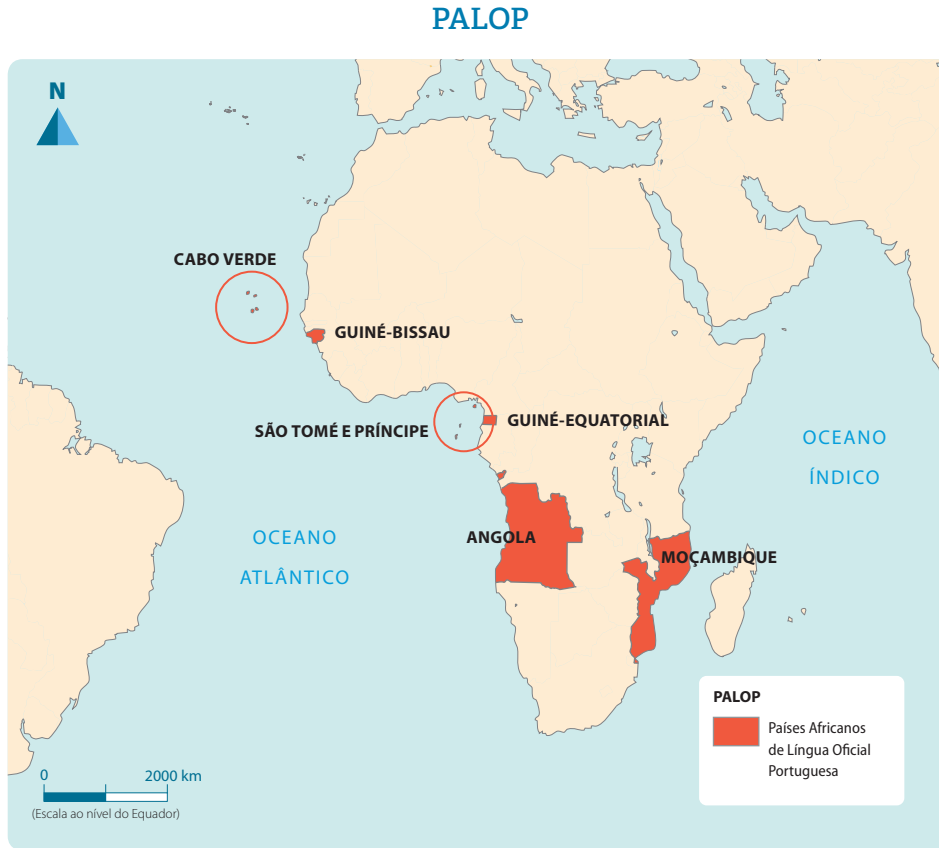 PALOP
N
CABO VERDE
GUINÉ-BISSAU
SÃO TOMÉ E PRÍNCIPE
GUINÉ-EQUATORIAL
OCEANO
ÍNDICO
ANGOLA
OCEANO
ATLÂNTICO
MOÇAMBIQUE
PALOP
Países Africanos
de Língua Oficial
Portuguesa
0 2000 km
(Escala ao nível do Equador)